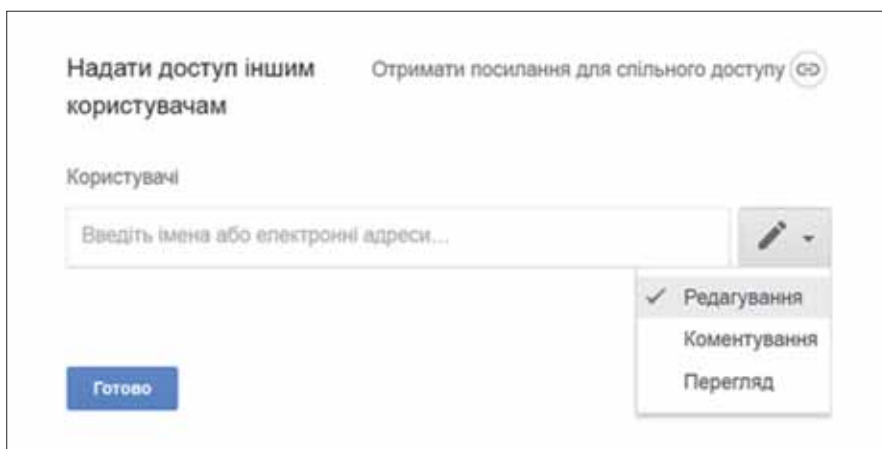 Надати доступ іншим
користувачам
Отримати посилання для спільного доступу
Користувачі
Введіть імена або електронні адреси...
Редагування
Коментування
Перегляд
Готово